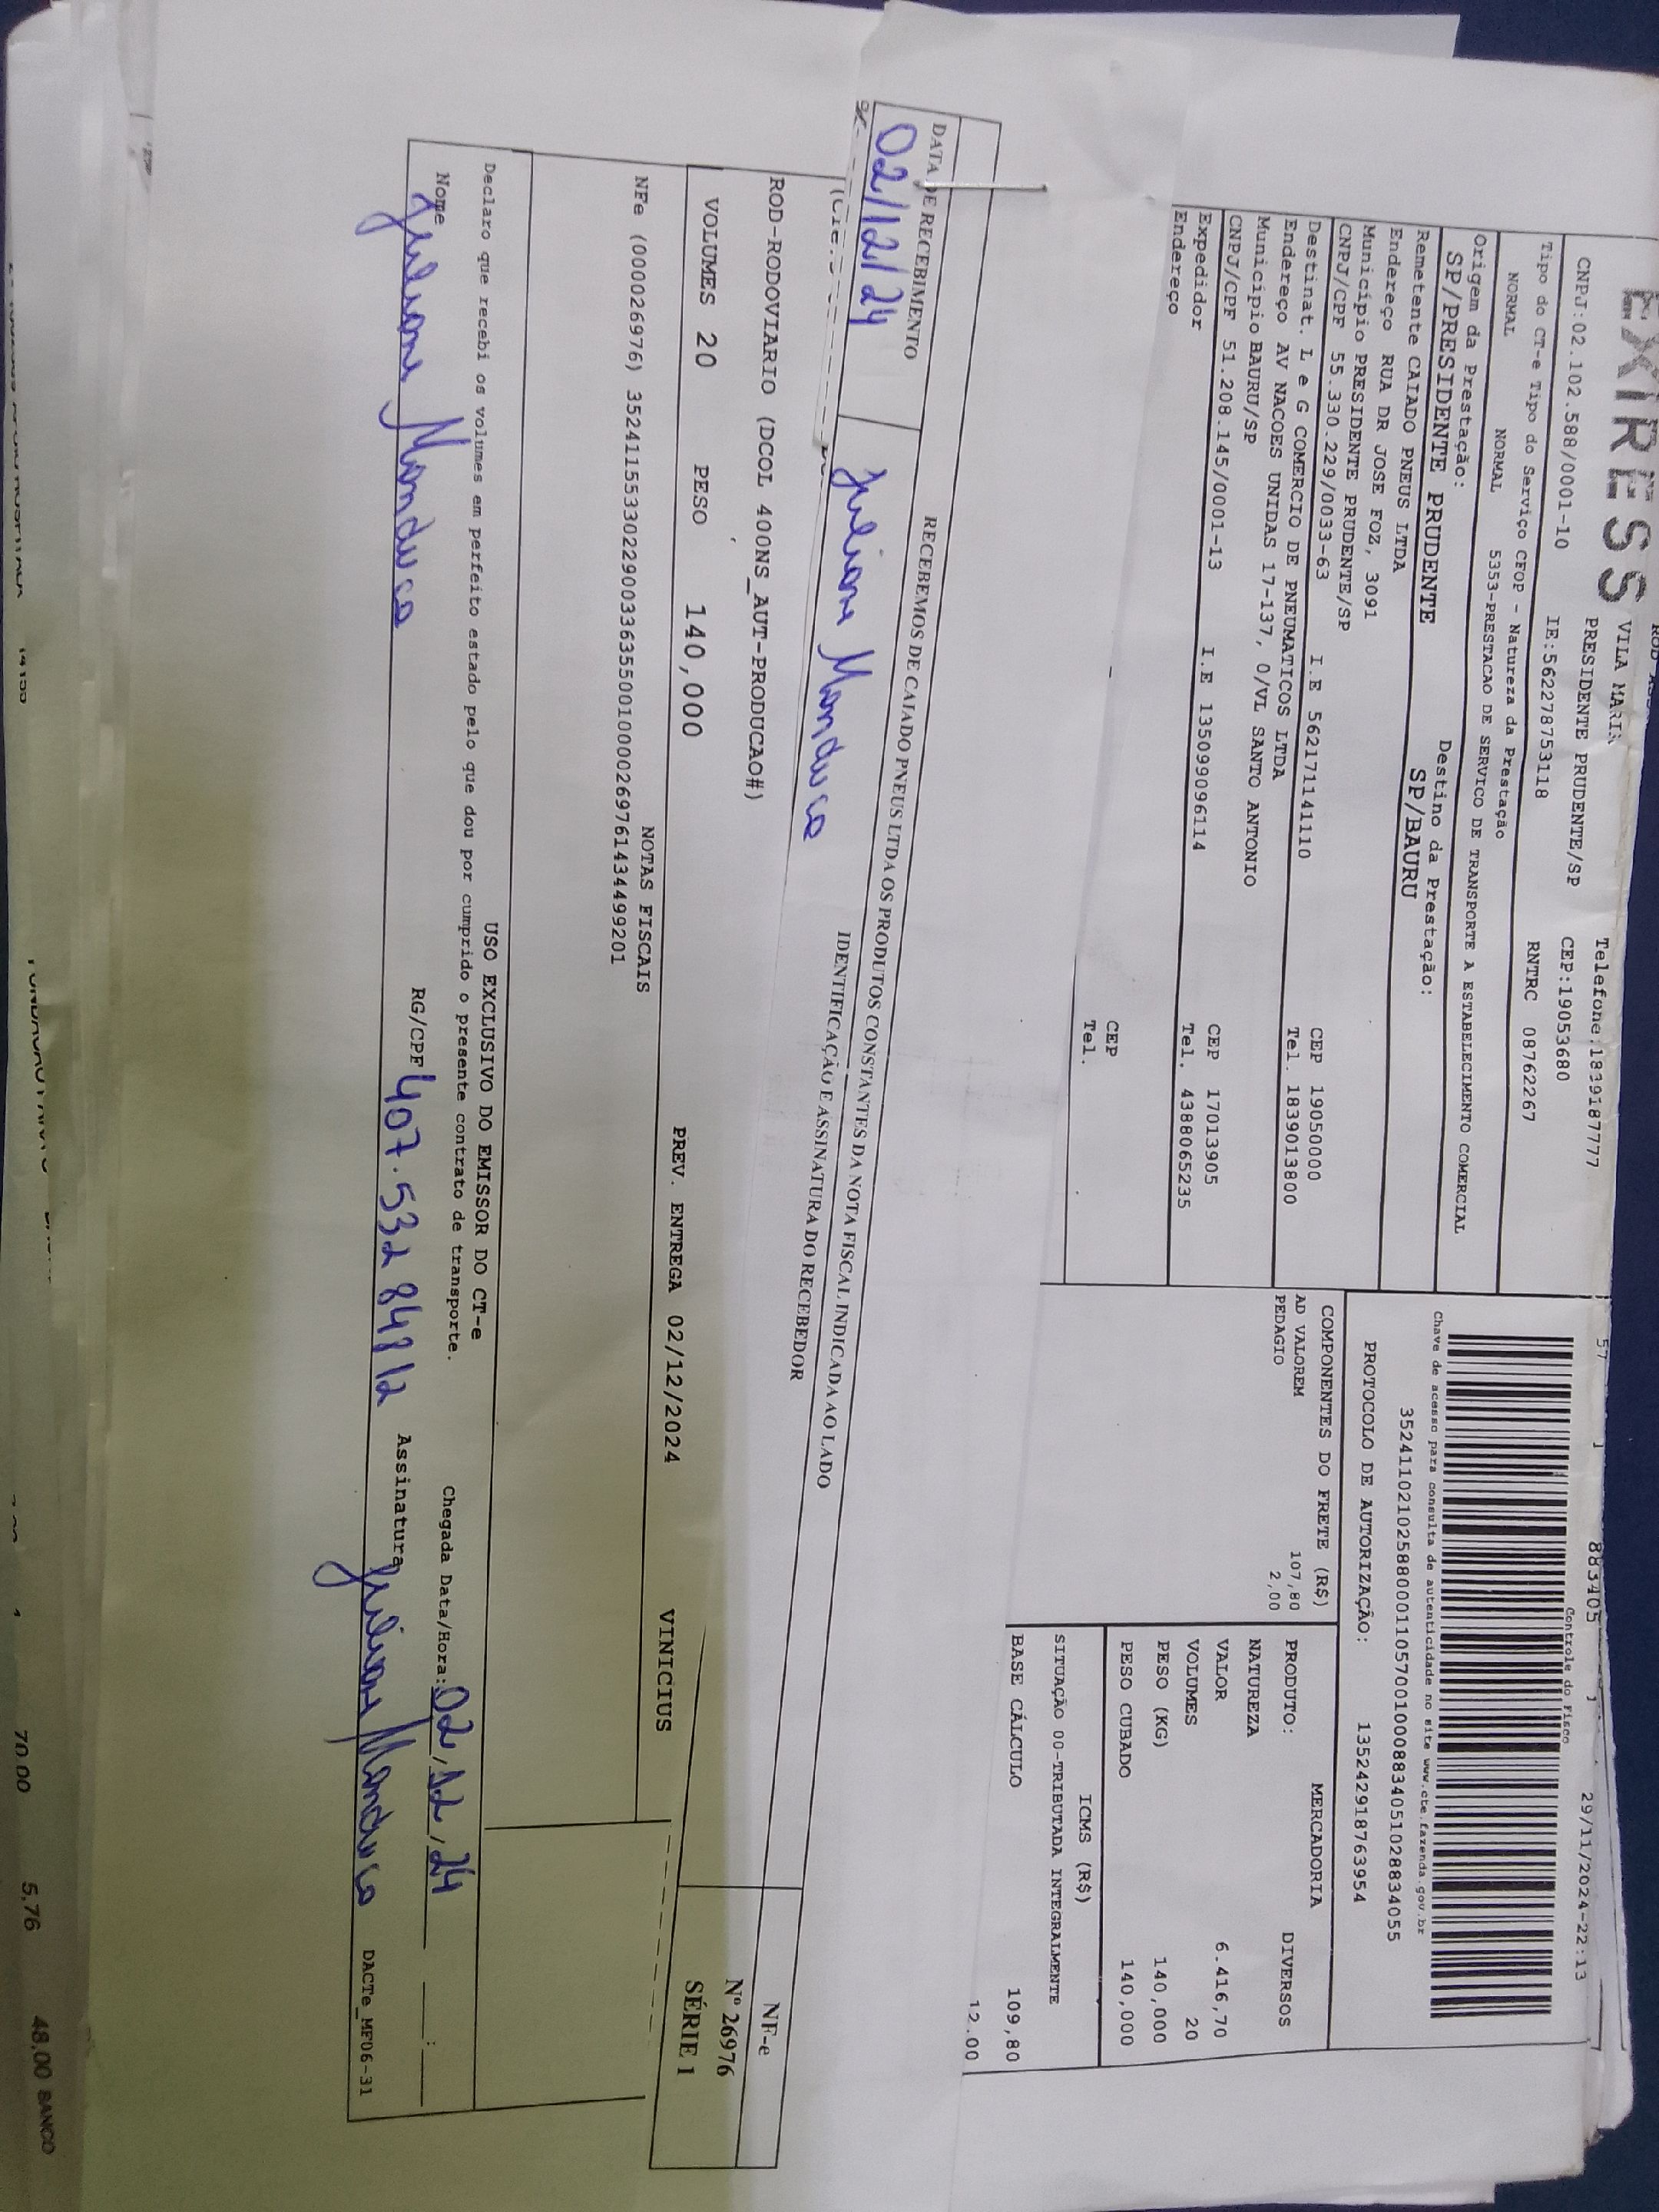 EXPRESS
VILA MARIA
PRESIDENTE PRUDENTE/SP
Telefone:1839187777
CEP:19053680
CNPJ:02.102.588/0001-10 IE:562278753118 RNTRC 08762267
57 1 883405 29/11/2024-22:13
Controle do Fisco
Tipo do CT-e Tipo do Serviço CFOP - Natureza da Prestação
NORMAL NORMAL 5353-PRESTACAO DE SERVICO DE TRANSPORTE A ESTABELECIMENTO COMERCIAL
Chave de acesso para consulta de autenticidade no site www.cte.fazenda.gov.br
PROTOCOLO DE AUTORIZAÇÃO: 135242918763954
Origem da Prestação: Destino da Prestação:
SP/PRESIDENTE PRUDENTE SP/BAURU
Remetente CAIADO PNEUS LTDA
Endereço RUA DR JOSE FOZ, 3091
Município PRESIDENTE PRUDENTE/SP CEP 19050000
CNPJ/CPF 55.330.229/0033-63 I.E 562171141110 Tel. 1839013800
Destinat. L e G COMERCIO DE PNEUMATICOS LTDA
Endereço AV NACOES UNIDAS 17-137, 0/VL SANTO ANTONIO
Município BAURU/SP CEP 17013905
CNPJ/CPF 51.208.145/0001-13 I.E 135099096114 Tel. 4388065235
Expedidor
Endereço
CEP
Tel.
COMPONENTES DO FRETE (R$)
AD VALOREM 107,80
PEDAGIO 2,00
MERCADORIA
PRODUTO: DIVERSOS
NATUREZA
VALOR 6.416,70
VOLUMES 20
PESO (KG) 140,000
PESO CUBADO 140,000
ICMS (R$)
SITUAÇÃO 00-TRIBUTADA INTEGRALMENTE
BASE CÁLCULO 109,80
12.00
RECEBEMOS DE CAIADO PNEUS LTDA OS PRODUTOS CONSTANTES DA NOTA FISCAL INDICADA AO LADO
DATA DE RECEBIMENTO IDENTIFICAÇÃO E ASSINATURA DO RECEBEDOR
02/12/24 Juliana Manduca
NF-e
Nº 26976
SÉRIE 1
ROD-RODOVIARIO (DCOL 400NS_AUT-PRODUCAO#)
VOLUMES 20 PESO 140,000 PREV. ENTREGA 02/12/2024 VINICIUS
NOTAS FISCAIS
USO EXCLUSIVO DO EMISSOR DO CT-e
Declaro que recebi os volumes em perfeito estado pelo que dou por cumprido o presente contrato de transporte.
Chegada Data/Hora: 02/12/24 :
Nome Juliana Manduca RG/CPF 407.532 848 12 Assinatura Juliana Manduca
DACTe_MF06-31
70.00 5,76 48,00 BANCO